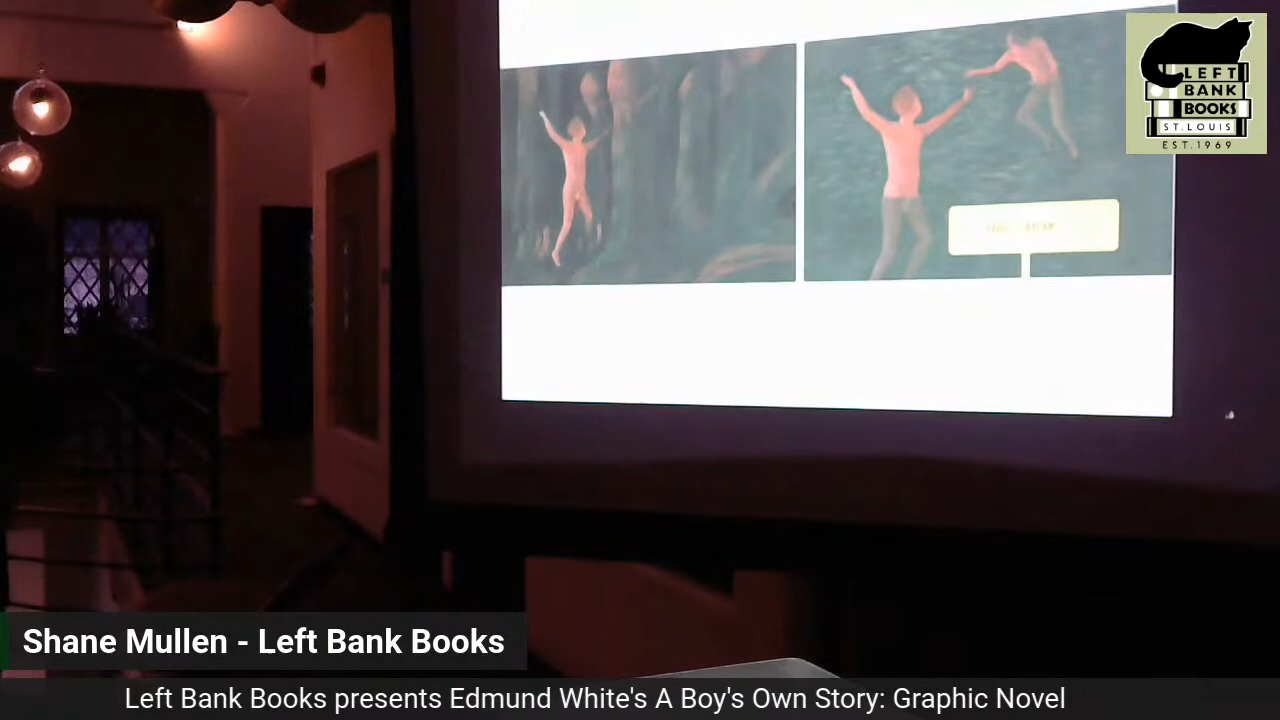 LEFT
BANK
BOOKS
ST. LOUIS
EST. 1969
Shane Mullen - Left Bank Books
Left Bank Books presents Edmund White's A Boy's Own Story: Graphic Novel